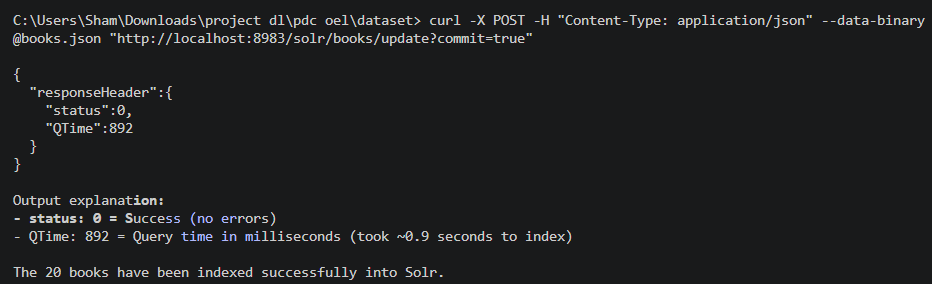 C:\Users\Sham\Downloads\project dl\pdc oel\dataset> curl -X POST -H "Content-Type: application/json" --data-binary
@books.json "http://localhost:8983/solr/books/update?commit=true"
{
"responseHeader":{
"status":0,
"QTime":892
}
}
Output explanation:
- status: 0 = Success (no errors)
- QTime: 892 = Query time in milliseconds (took ~0.9 seconds to index)
The 20 books have been indexed successfully into Solr.